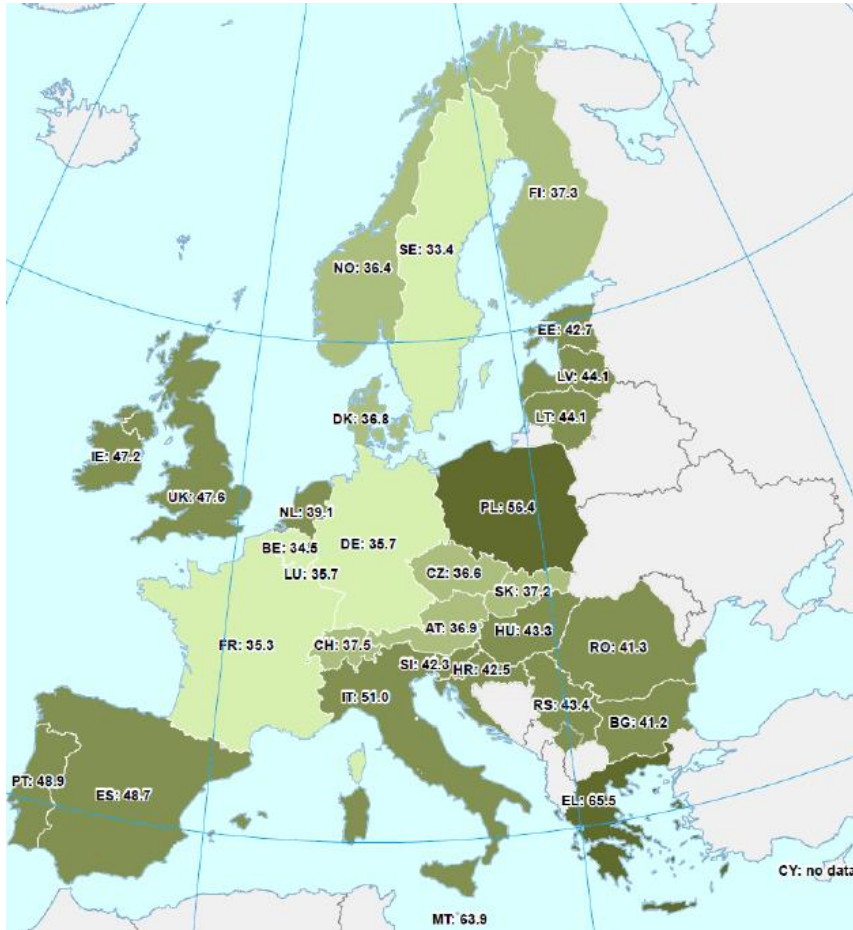 FI: 37.3
SE: 33.4
NO: 36.4
EE: 42.7
LV: 44.1
LT: 44.1
DK: 36.8
IE: 47.2
UK: 47.6
NL: 39.1
PL: 56.4
BE: 34.5
DE: 35.7
LU: 35.7
CZ: 36.6
SK: 37.2
AT: 36.9
HU: 43.3
FR: 35.3
CH: 37.5
RO: 41.3
SI: 42.3
HR: 42.5
IT: 51.0
RS: 43.4
BG: 41.2
PT: 48.9
ES: 48.7
EL: 65.5
CY: no data
MT: 63.9